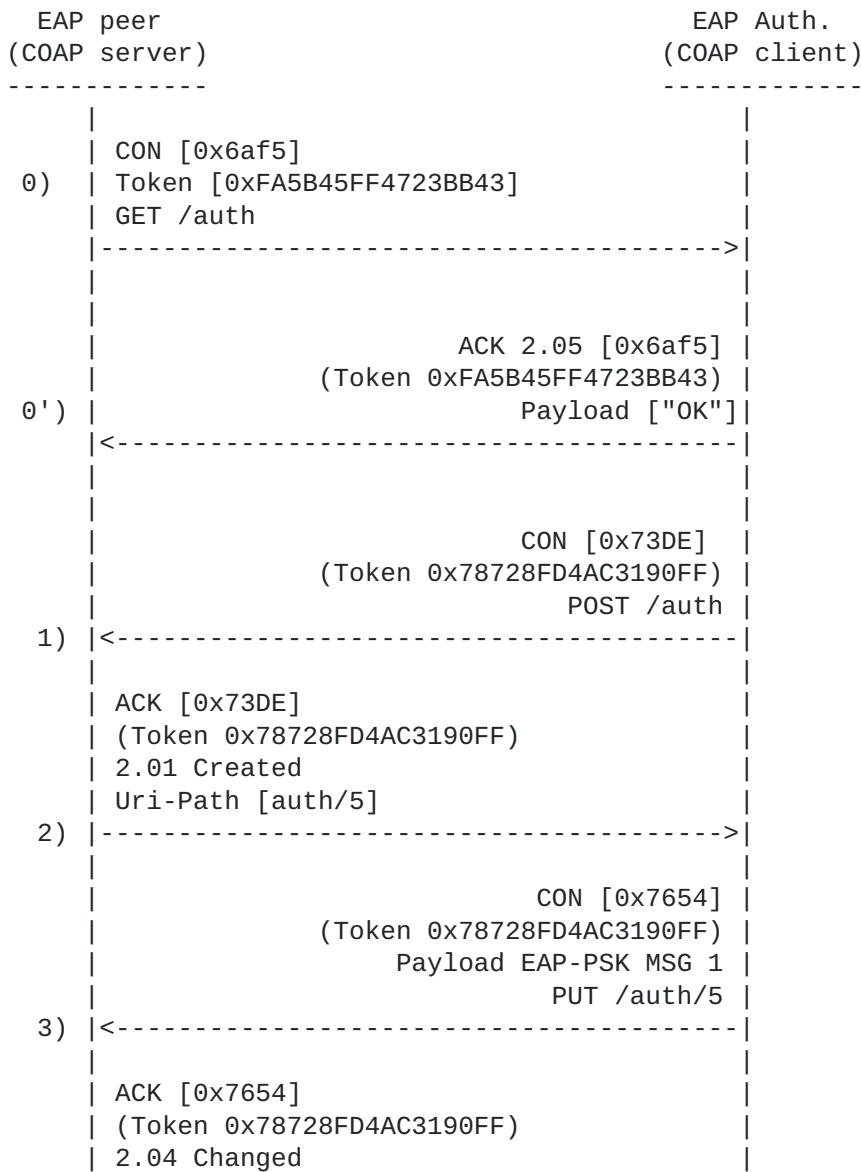 EAP peer EAP Auth.
(COAP server) (COAP client)
------------- -------------
CON [0x6af5]
0) Token [0xFA5B45FF4723BB43]
GET /auth
ACK 2.05 [0x6af5]
(Token 0xFA5B45FF4723BB43)
0') Payload ["OK"]
CON [0x73DE]
(Token 0x78728FD4AC3190FF)
POST /auth
1)
ACK [0x73DE]
(Token 0x78728FD4AC3190FF)
2.01 Created
Uri-Path [auth/5]
2)
CON [0x7654]
(Token 0x78728FD4AC3190FF)
Payload EAP-PSK MSG 1
PUT /auth/5
3)
ACK [0x7654]
(Token 0x78728FD4AC3190FF)
2.04 Changed